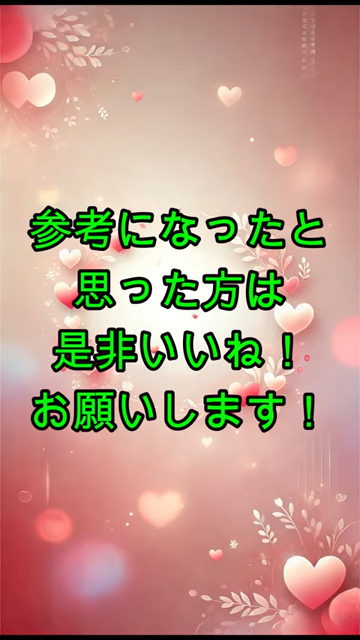 参考になったと
思った方は
是非いいね！
お願いします！